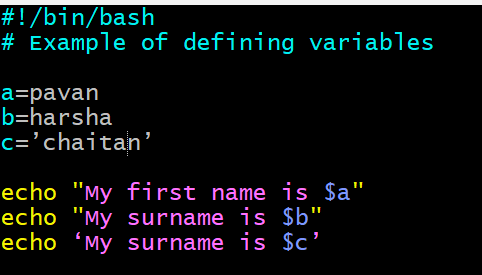 #!/bin/bash
# Example of defining variables
a=pavan
b=harsha
c=’chaitan’
echo "My first name is $a"
echo "My surname is $b"
echo ‘My surname is $c’